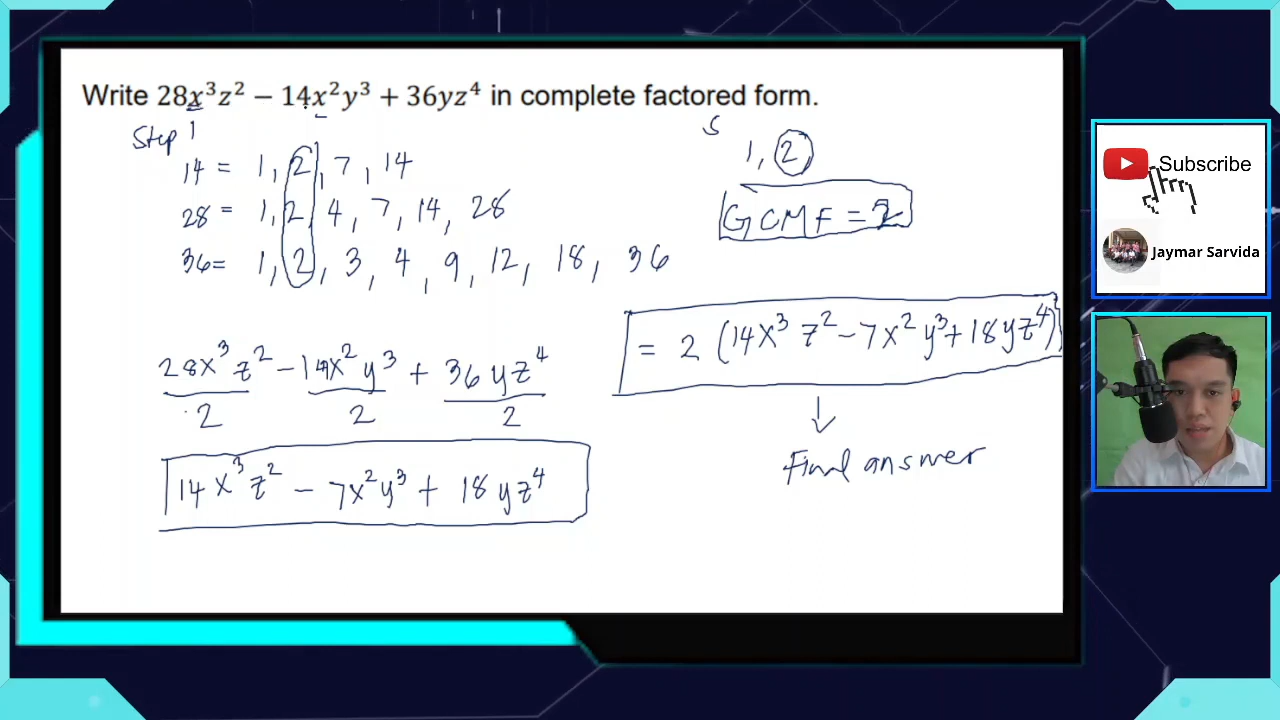 Write 28x³z² − 14x²y³ + 36yz⁴ in complete factored form.
Step 1
14 = 1, 2, 7, 14
28 = 1, 2, 4, 7, 14, 28
36= 1, 2, 3, 4, 9, 12, 18, 36
28x³z²/2 − 14x²y³/2 + 36yz⁴/2
14x³z² − 7x²y³ + 18yz⁴
S
1, 2
GCMF = 2
= 2 (14x³z² − 7x²y³ + 18yz⁴)
↓
Final answer
Subscribe
Jaymar Sarvida